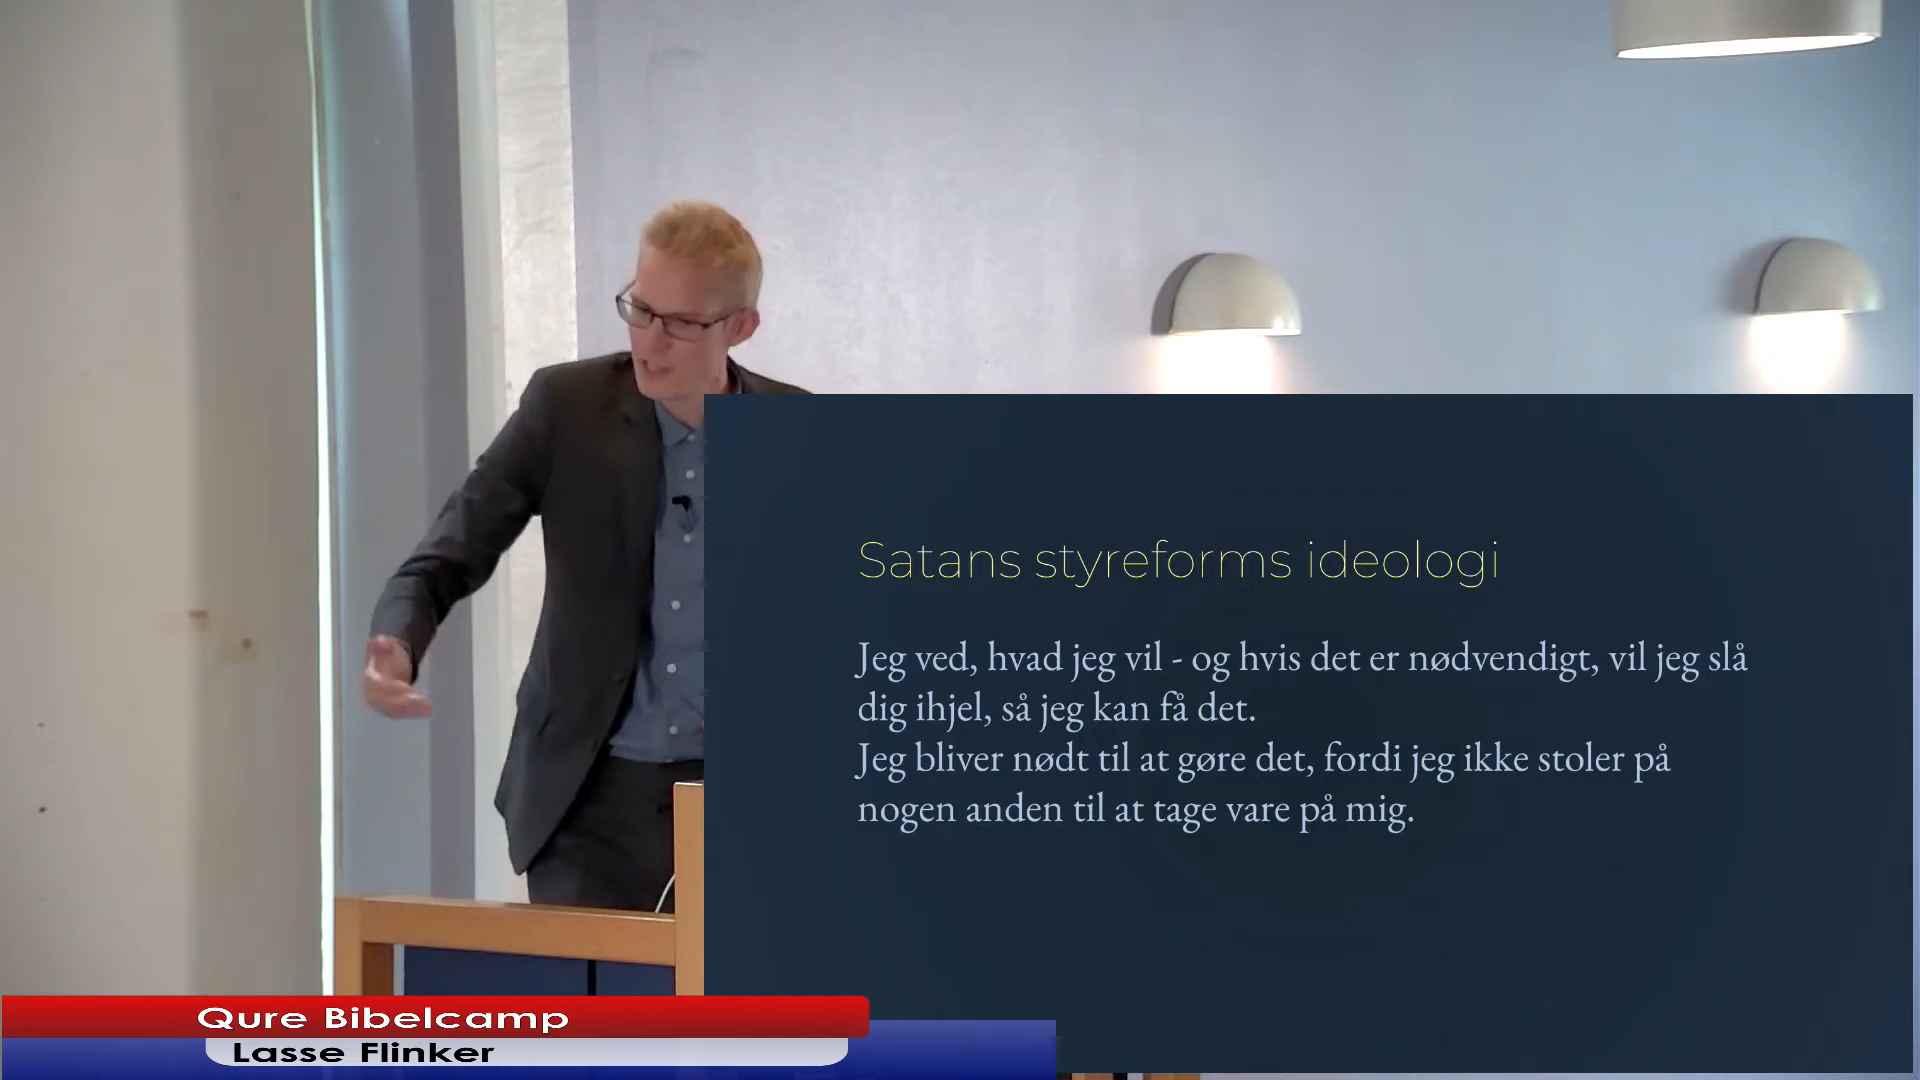 Satans styreforms ideologi
Jeg ved, hvad jeg vil - og hvis det er nødvendigt, vil jeg slå
dig ihjel, så jeg kan få det.
Jeg bliver nødt til at gøre det, fordi jeg ikke stoler på
nogen anden til at tage vare på mig.
Qure Bibelcamp
Lasse Flinker